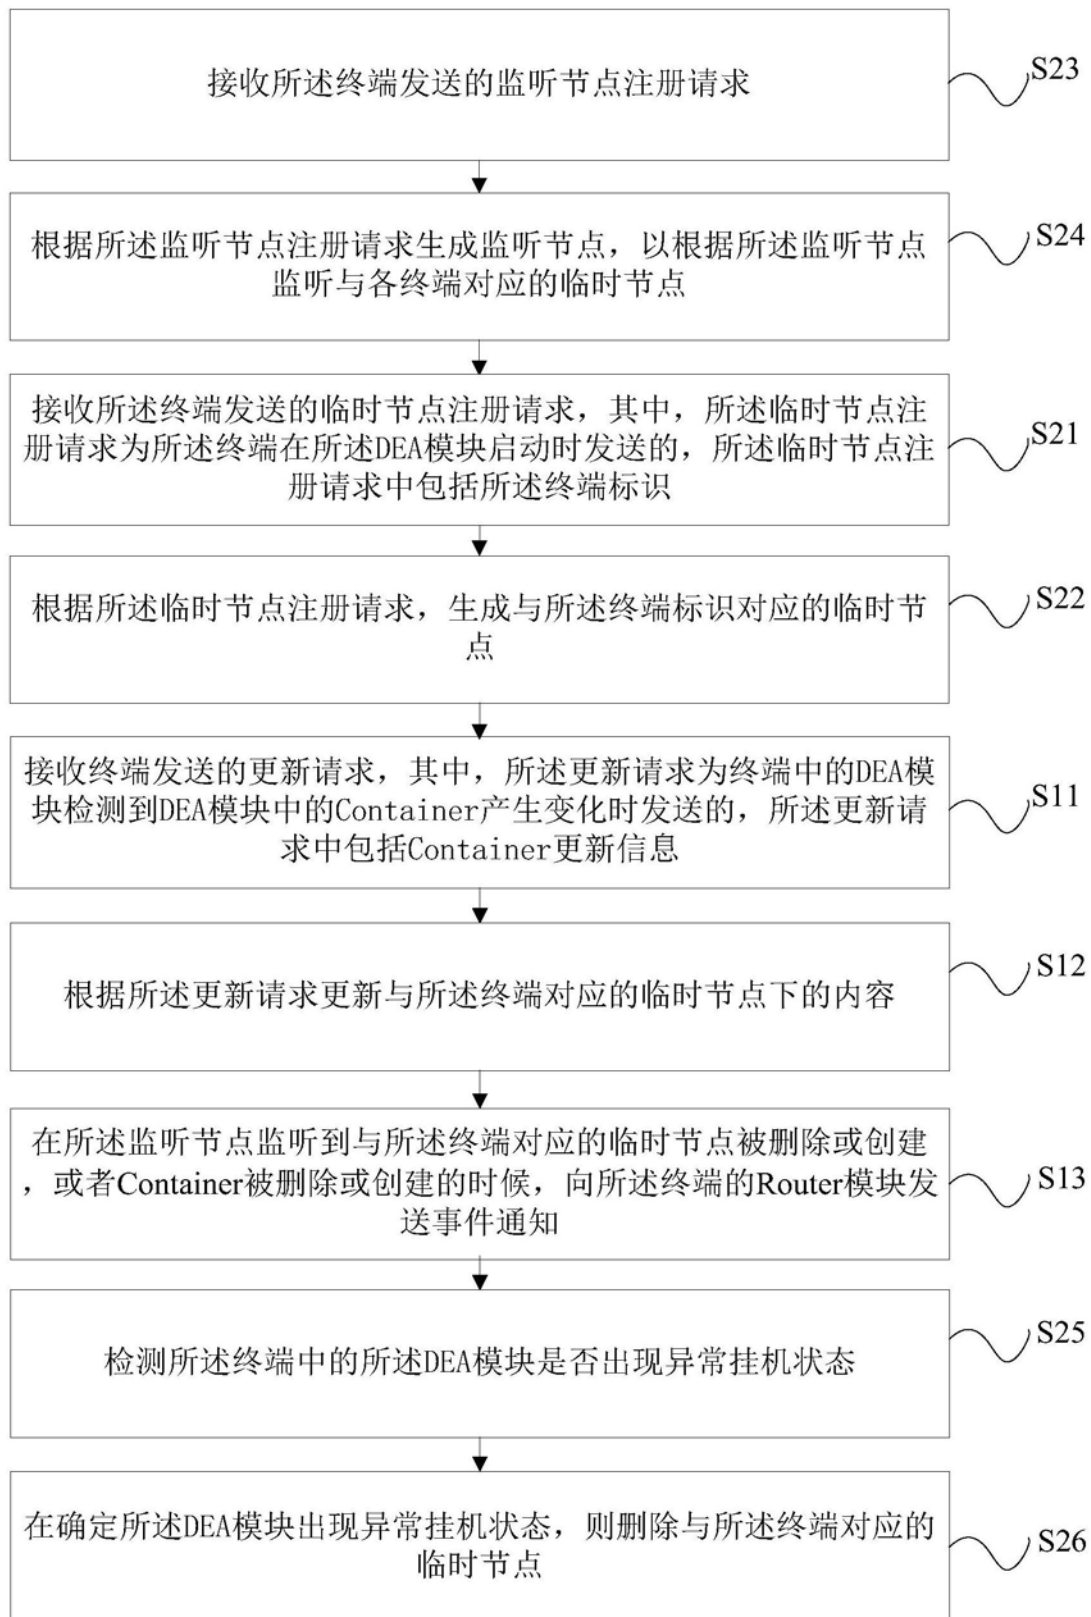 接收所述终端发送的监听节点注册请求
S23
根据所述监听节点注册请求生成监听节点，以根据所述监听节点
监听与各终端对应的临时节点
S24
接收所述终端发送的临时节点注册请求，其中，所述临时节点注
册请求为所述终端在所述DEA模块启动时发送的，所述临时节点注
册请求中包括所述终端标识
S21
根据所述临时节点注册请求，生成与所述终端标识对应的临时节
点
S22
接收终端发送的更新请求，其中，所述更新请求为终端中的DEA模
块检测到DEA模块中的Container产生变化时发送的，所述更新请
求中包括Container更新信息
S11
根据所述更新请求更新与所述终端对应的临时节点下的内容
S12
在所述监听节点监听到与所述终端对应的临时节点被删除或创建
，或者Container被删除或创建的时候，向所述终端的Router模块发
送事件通知
S13
检测所述终端中的所述DEA模块是否出现异常挂机状态
S25
在确定所述DEA模块出现异常挂机状态，则删除与所述终端对应的
临时节点
S26